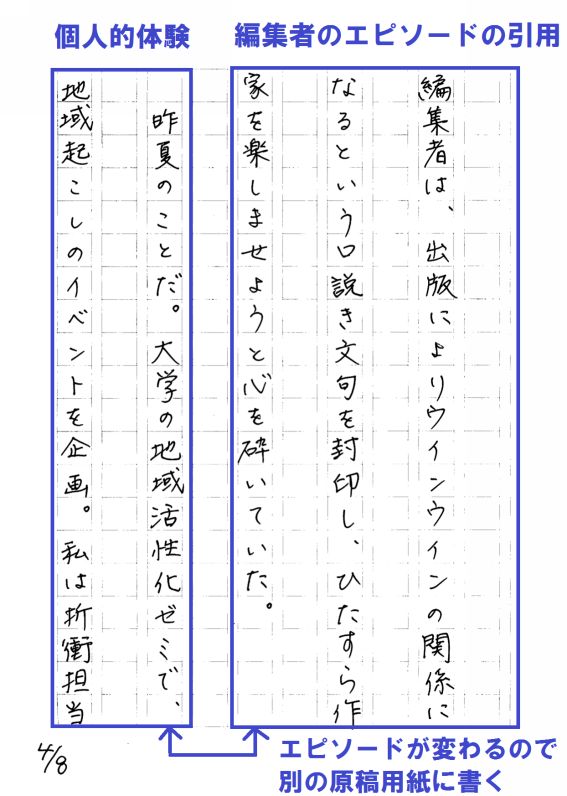 個人的体験
編集者のエピソードの引用
編集者は、出版によりウインウインの関係に
なるという口説き文句を封印し、ひたすら作
家を楽しませようと心を砕いていた。
昨夏のことだ。大学の地域活性化ゼミで、
地域起こしのイベントを企画。私は折衝担当
エピソードが変わるので
別の原稿用紙に書く
4/8